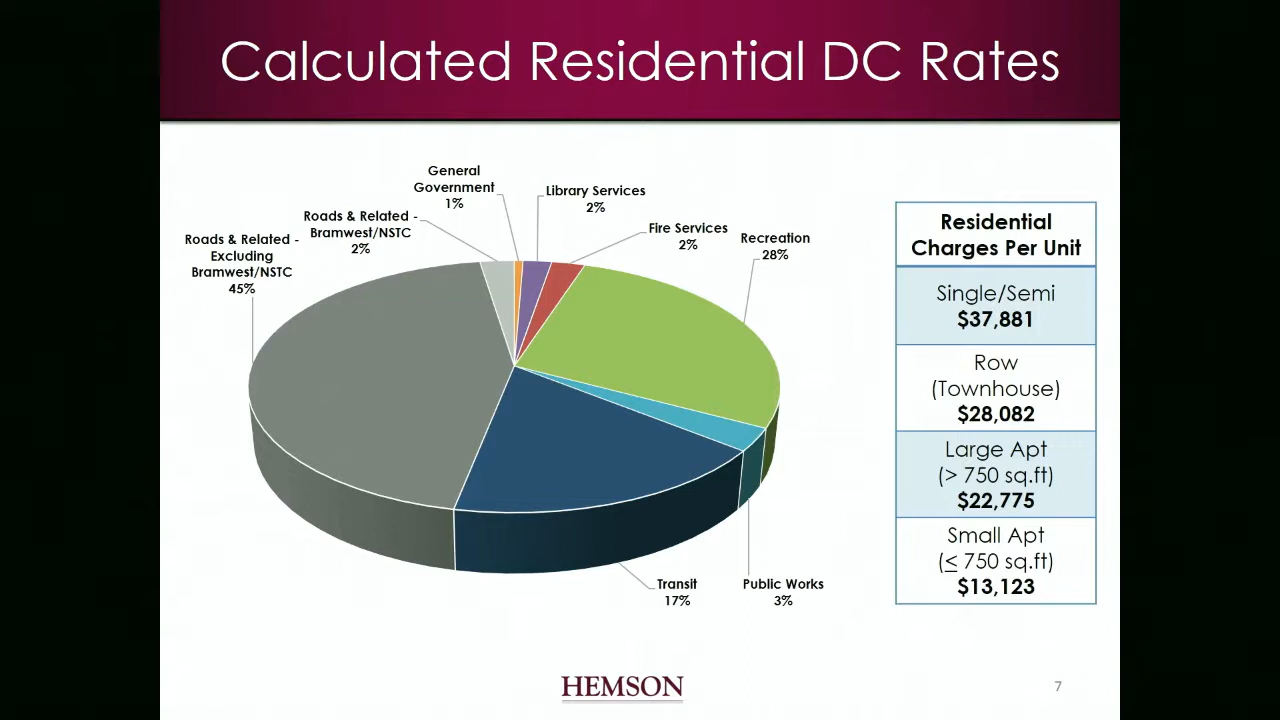 Calculated Residential DC Rates
General
Government
1%
Library Services
2%
Roads & Related -
Bramwest/NSTC
2%
Fire Services
2%
Recreation
28%
Roads & Related -
Excluding
Bramwest/NSTC
45%
Transit
17%
Public Works
3%
Residential
Charges Per Unit
Single/Semi
$37,881
Row
(Townhouse)
$28,082
Large Apt
(> 750 sq.ft)
$22,775
Small Apt
(≤ 750 sq.ft)
$13,123
HEMSON
7